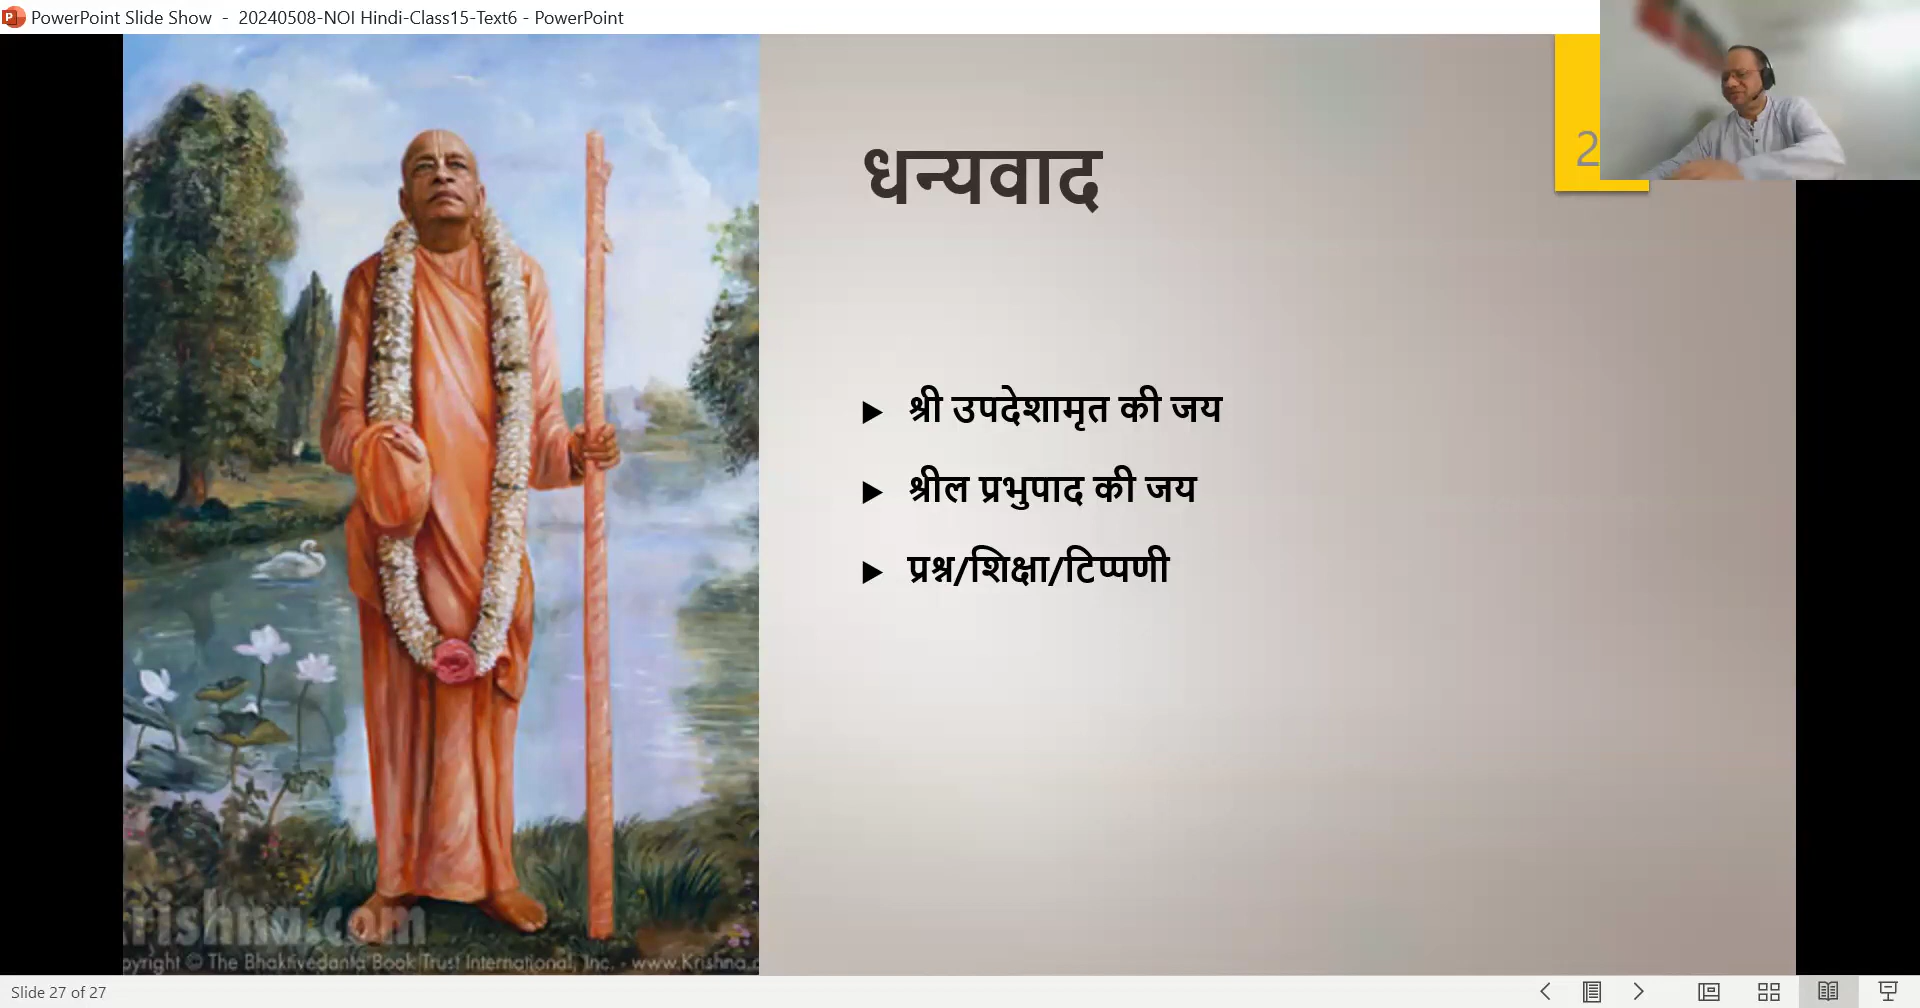 PowerPoint Slide Show - 20240508-NOI Hindi-Class15-Text6 - PowerPoint
2
धन्यवाद
श्री उपदेशामृत की जय
श्रील प्रभुपाद की जय
प्रश्न/शिक्षा/टिप्पणी
krishna.com
pyright © The Bhaktivedanta Book Trust International, Inc. - www.Krishna.c
Slide 27 of 27